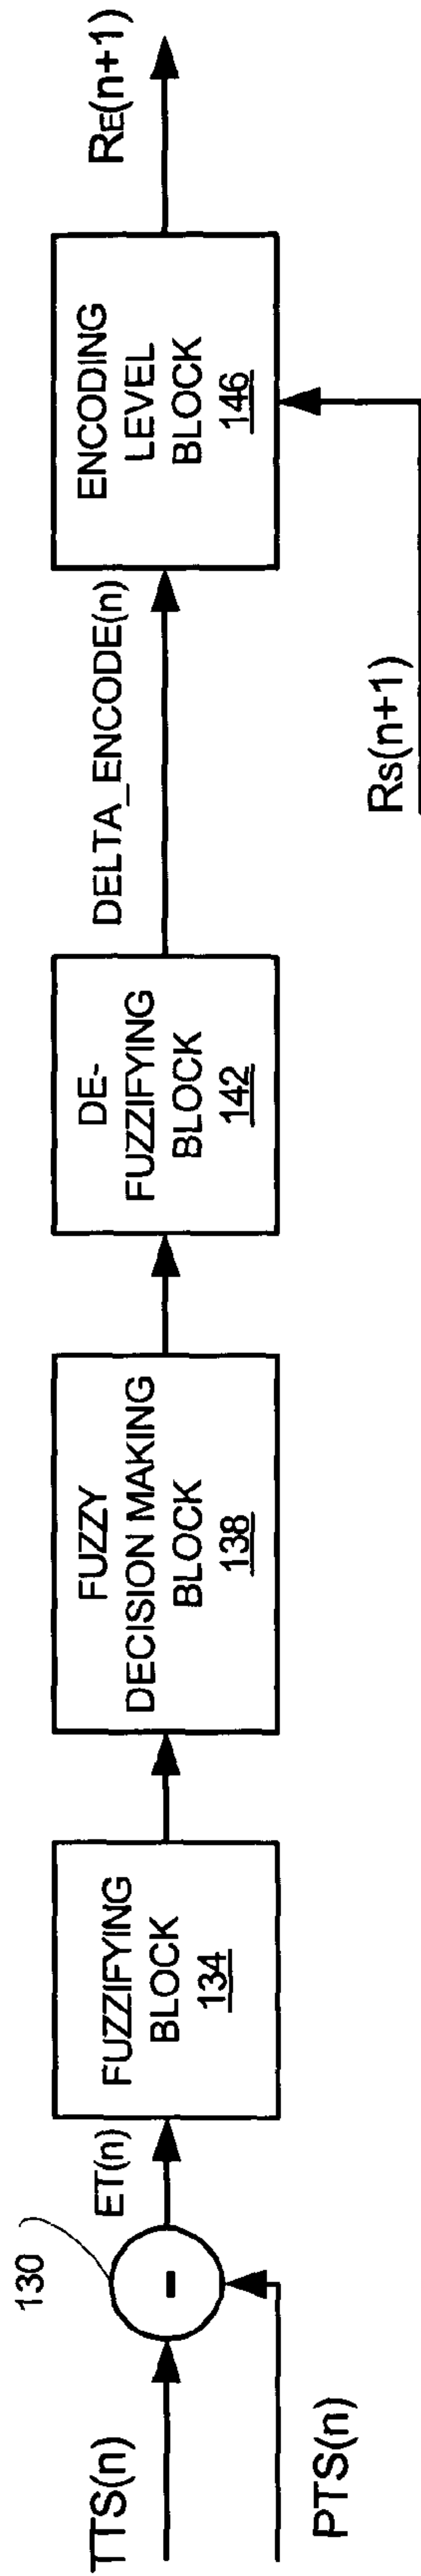 TTS(n)
PTS(n)
130
ET(n)
FUZZIFYING
BLOCK
134
FUZZY
DECISION MAKING
BLOCK
138
DE-
FUZZIFYING
BLOCK
142
DELTA_ENCODE(n)
RS(n+1)
ENCODING
LEVEL
BLOCK
146
RE(n+1)